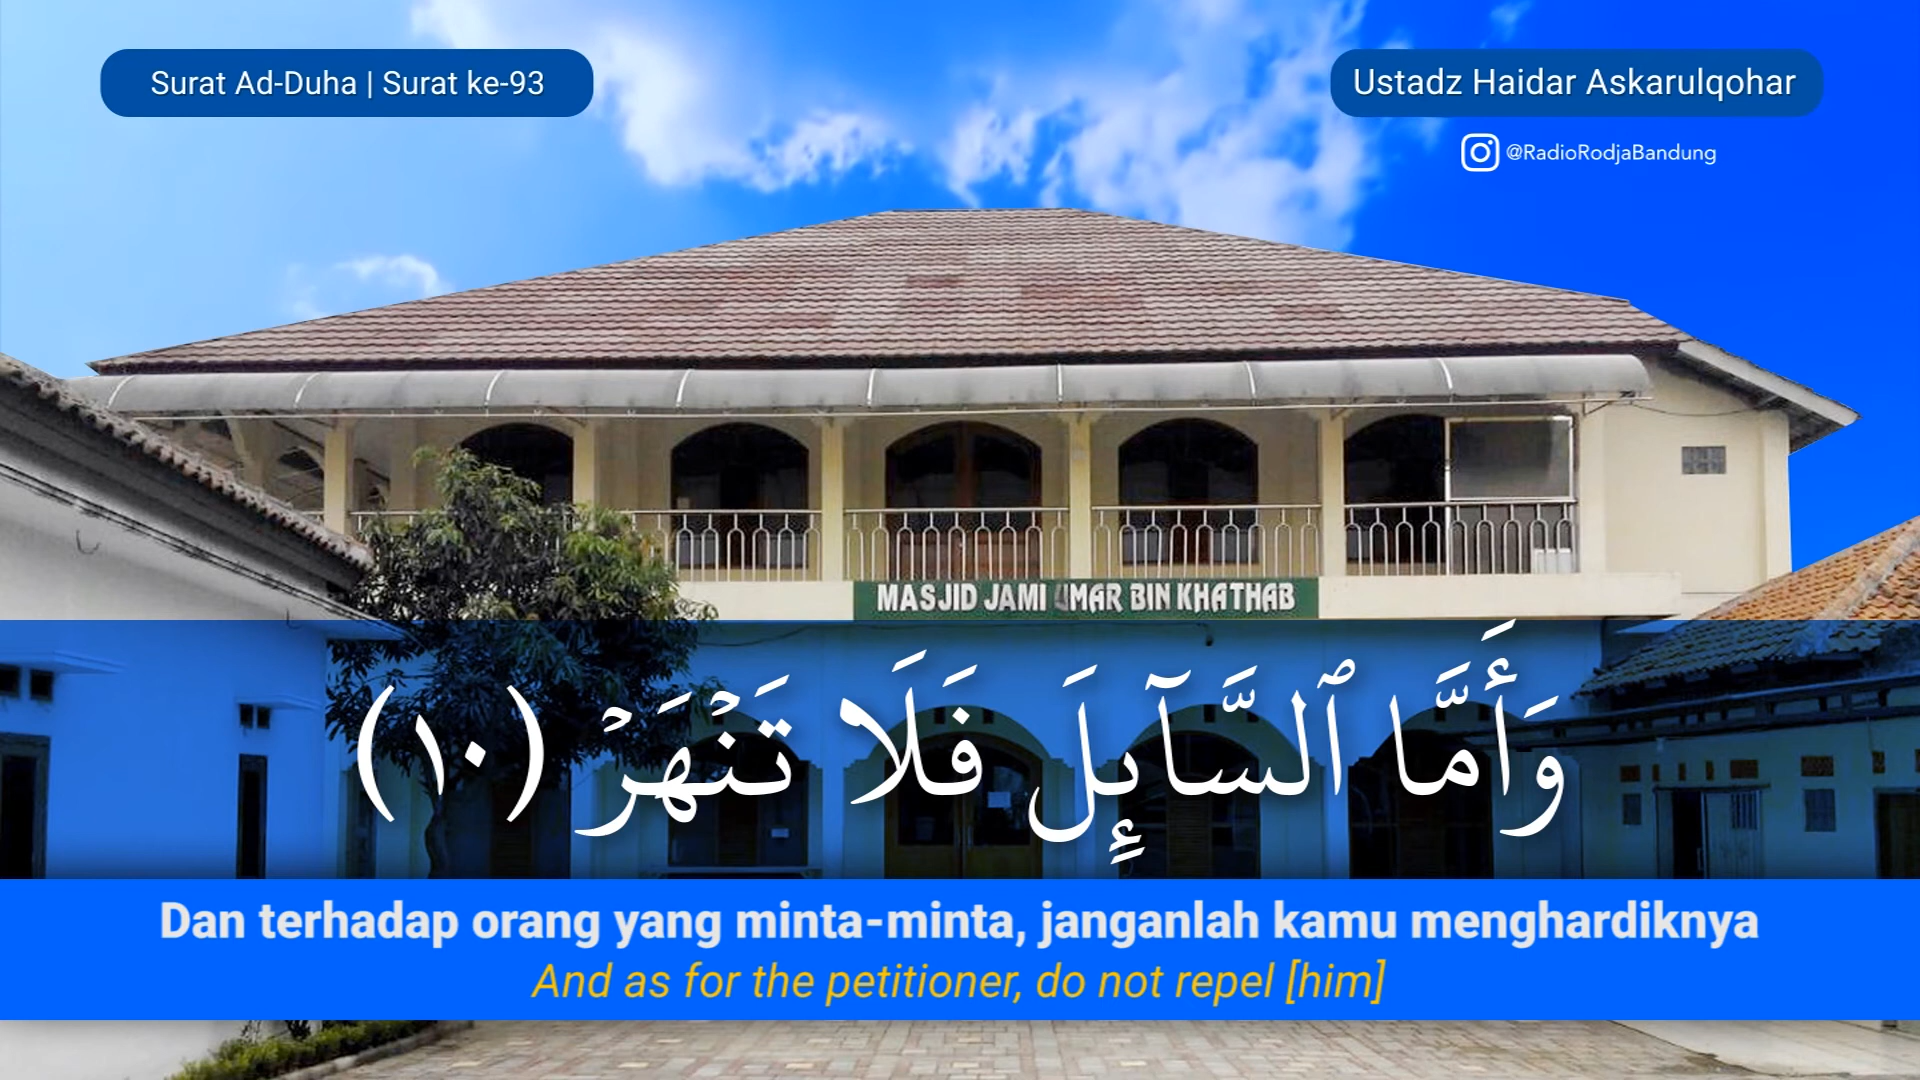 Surat Ad-Duha | Surat ke-93
Ustadz Haidar Askarulqohar
@RadioRodjaBandung
MASJID JAMI UMAR BIN KHATHAB
وَأَمَّا ٱلسَّآئِلَ فَلَا تَنْهَرْ (١٠)
Dan terhadap orang yang minta-minta, janganlah kamu menghardiknya
And as for the petitioner, do not repel [him]